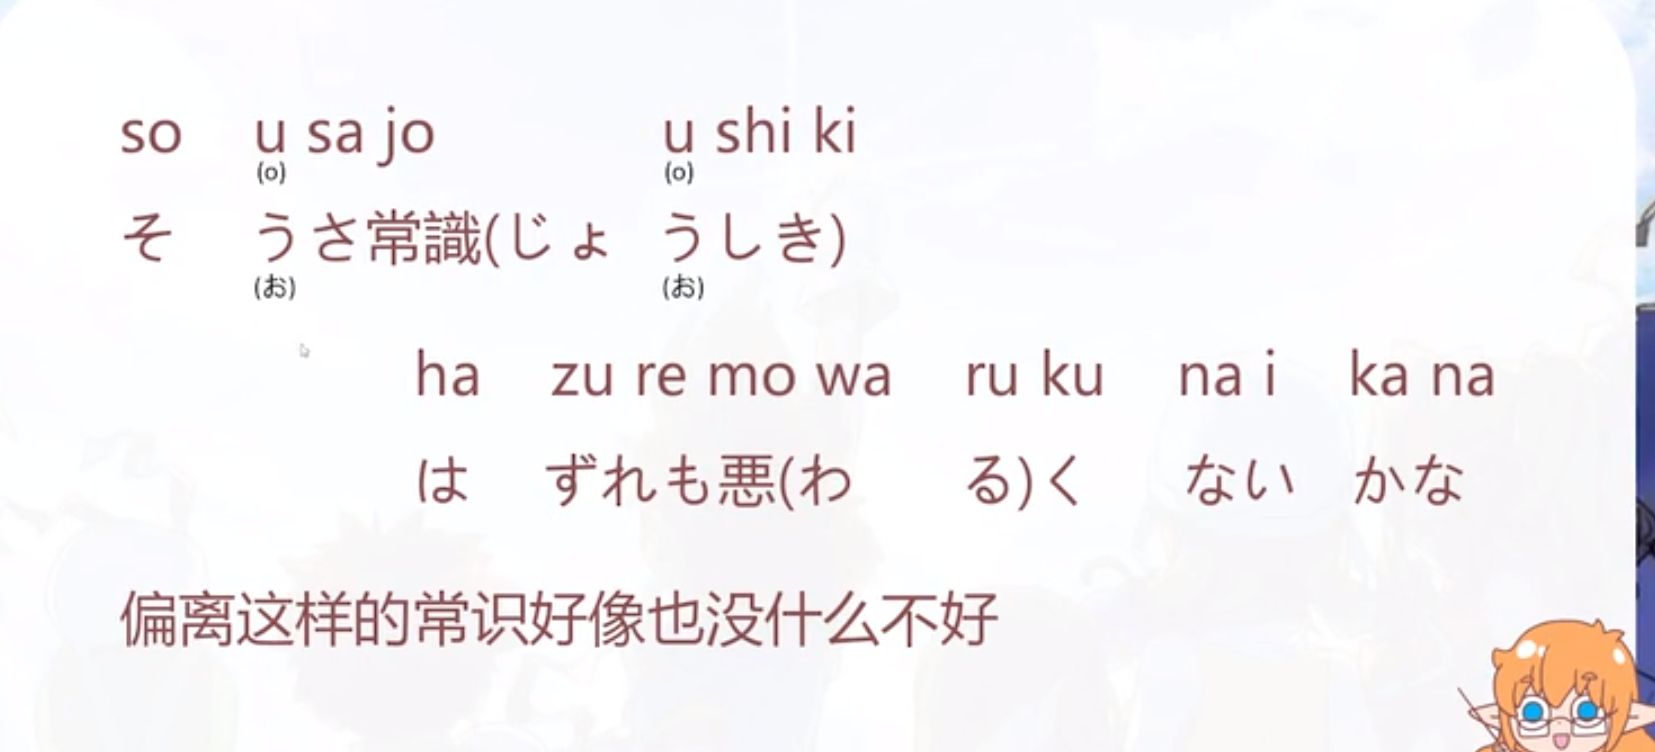 so u sa jo u shi ki
(o) (o)
そ うさ常識(じょ うしき)
(お) (お)
ha zu re mo wa ru ku na i ka na
は ずれも悪(わ る)く ない かな
偏离这样的常识好像也没什么不好